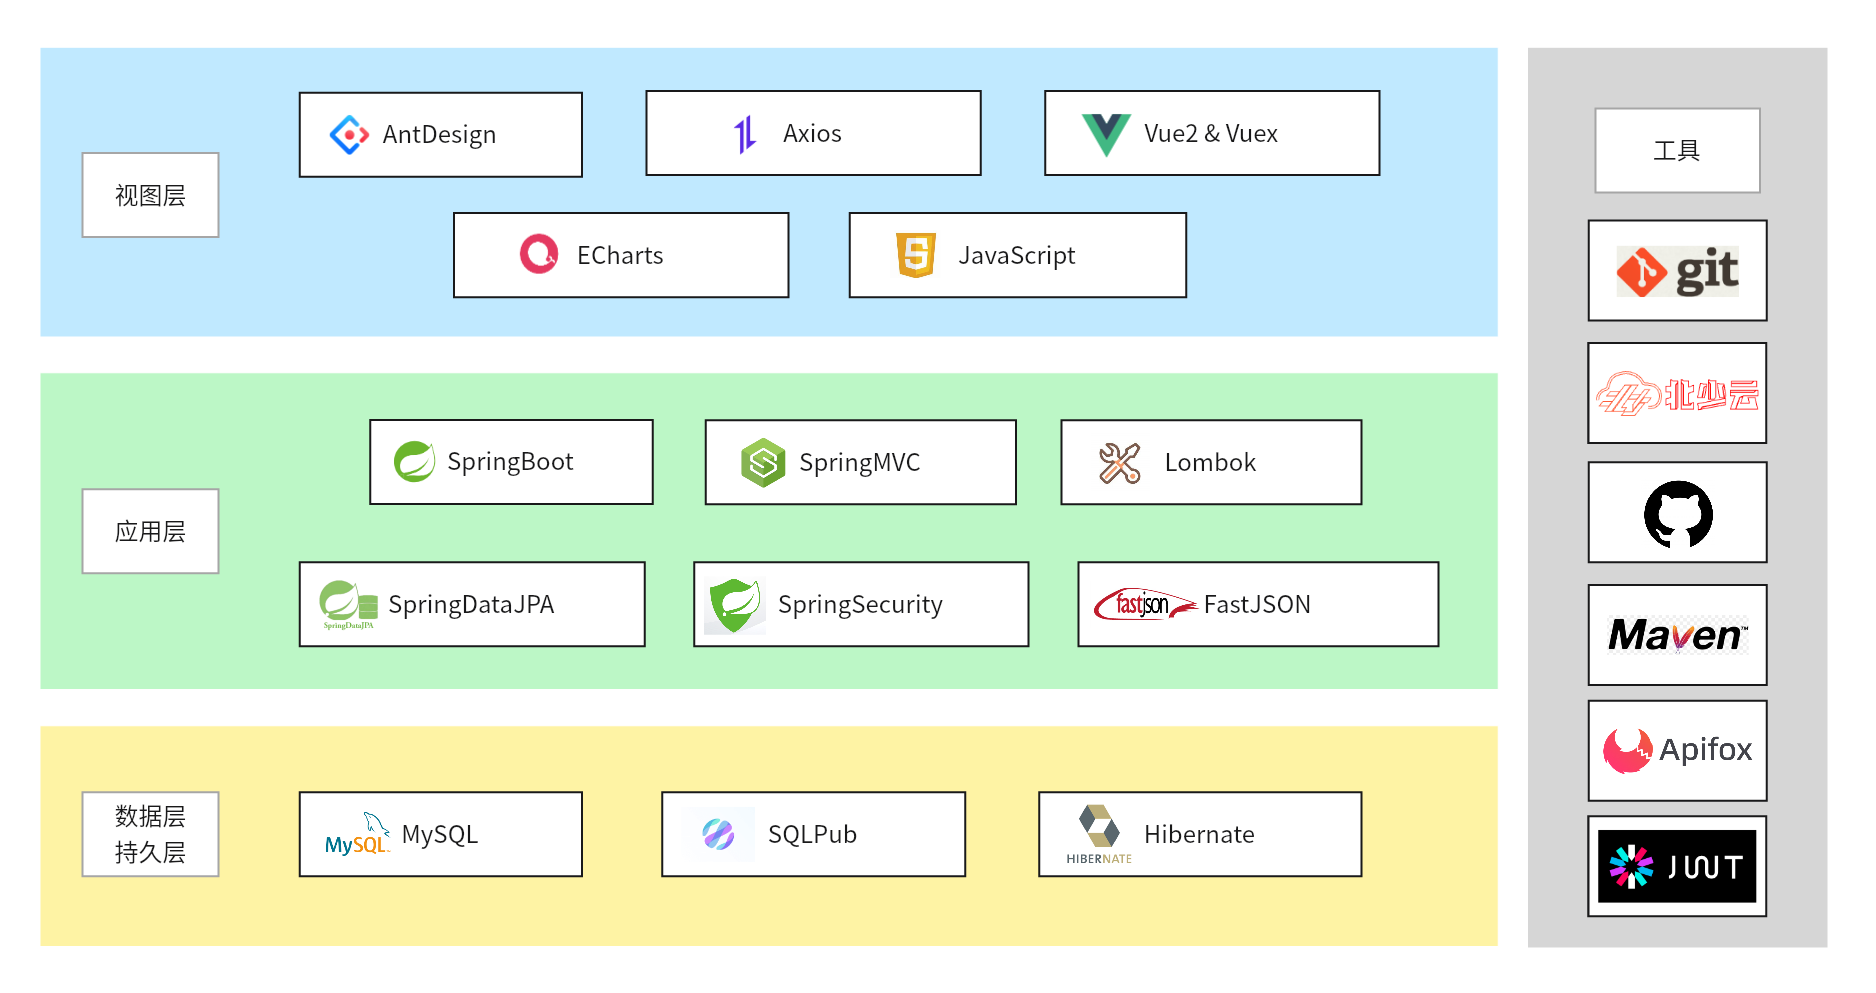 视图层
AntDesign
Axios
Vue2 & Vuex
ECharts
JavaScript
应用层
SpringBoot
SpringMVC
Lombok
SpringDataJPA
SpringDataJPA
SpringSecurity
fastjson
FastJSON
数据层
持久层
MySQL
MySQL
SQLPub
HIBERNATE
Hibernate
工具
git
北少云
Maven™
Apifox
JWT